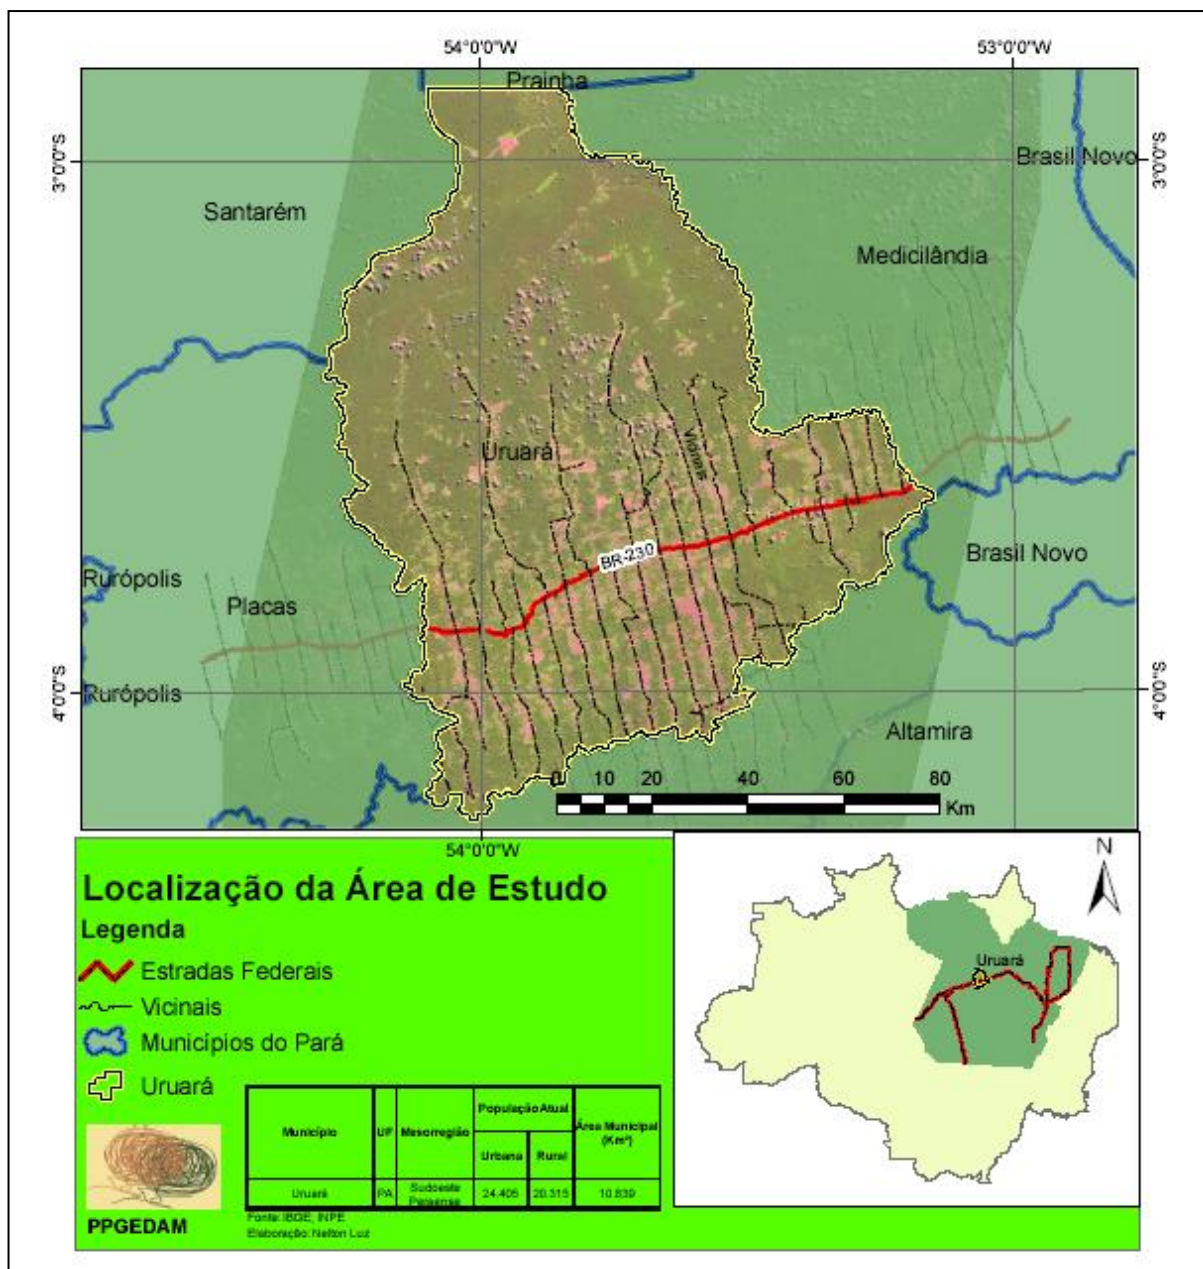 54°0'0"W
53°0'0"W
Prainha
3°0'0"S
Brasil Novo
3°0'0"S
Santarém
Medicilândia
Uruará
Vicinais
BR-230
Brasil Novo
Rurópolis
Placas
Rurópolis
4°0'0"S
4°0'0"S
Altamira
0 10 20 40 60 80
Km
54°0'0"W
Localização da Área de Estudo
Legenda
Estradas Federais
Vicinais
Municípios do Pará
Uruará
N
Uruará
Município UF Mesorregião População Atual Área Municipal (Km²)
Urbana Rural
Uruará PA Sudoeste Paraense 24.405 20.315 10.839
PPGEDAM
Fonte: IBGE; INPE
Elaboração: Nelton Luz